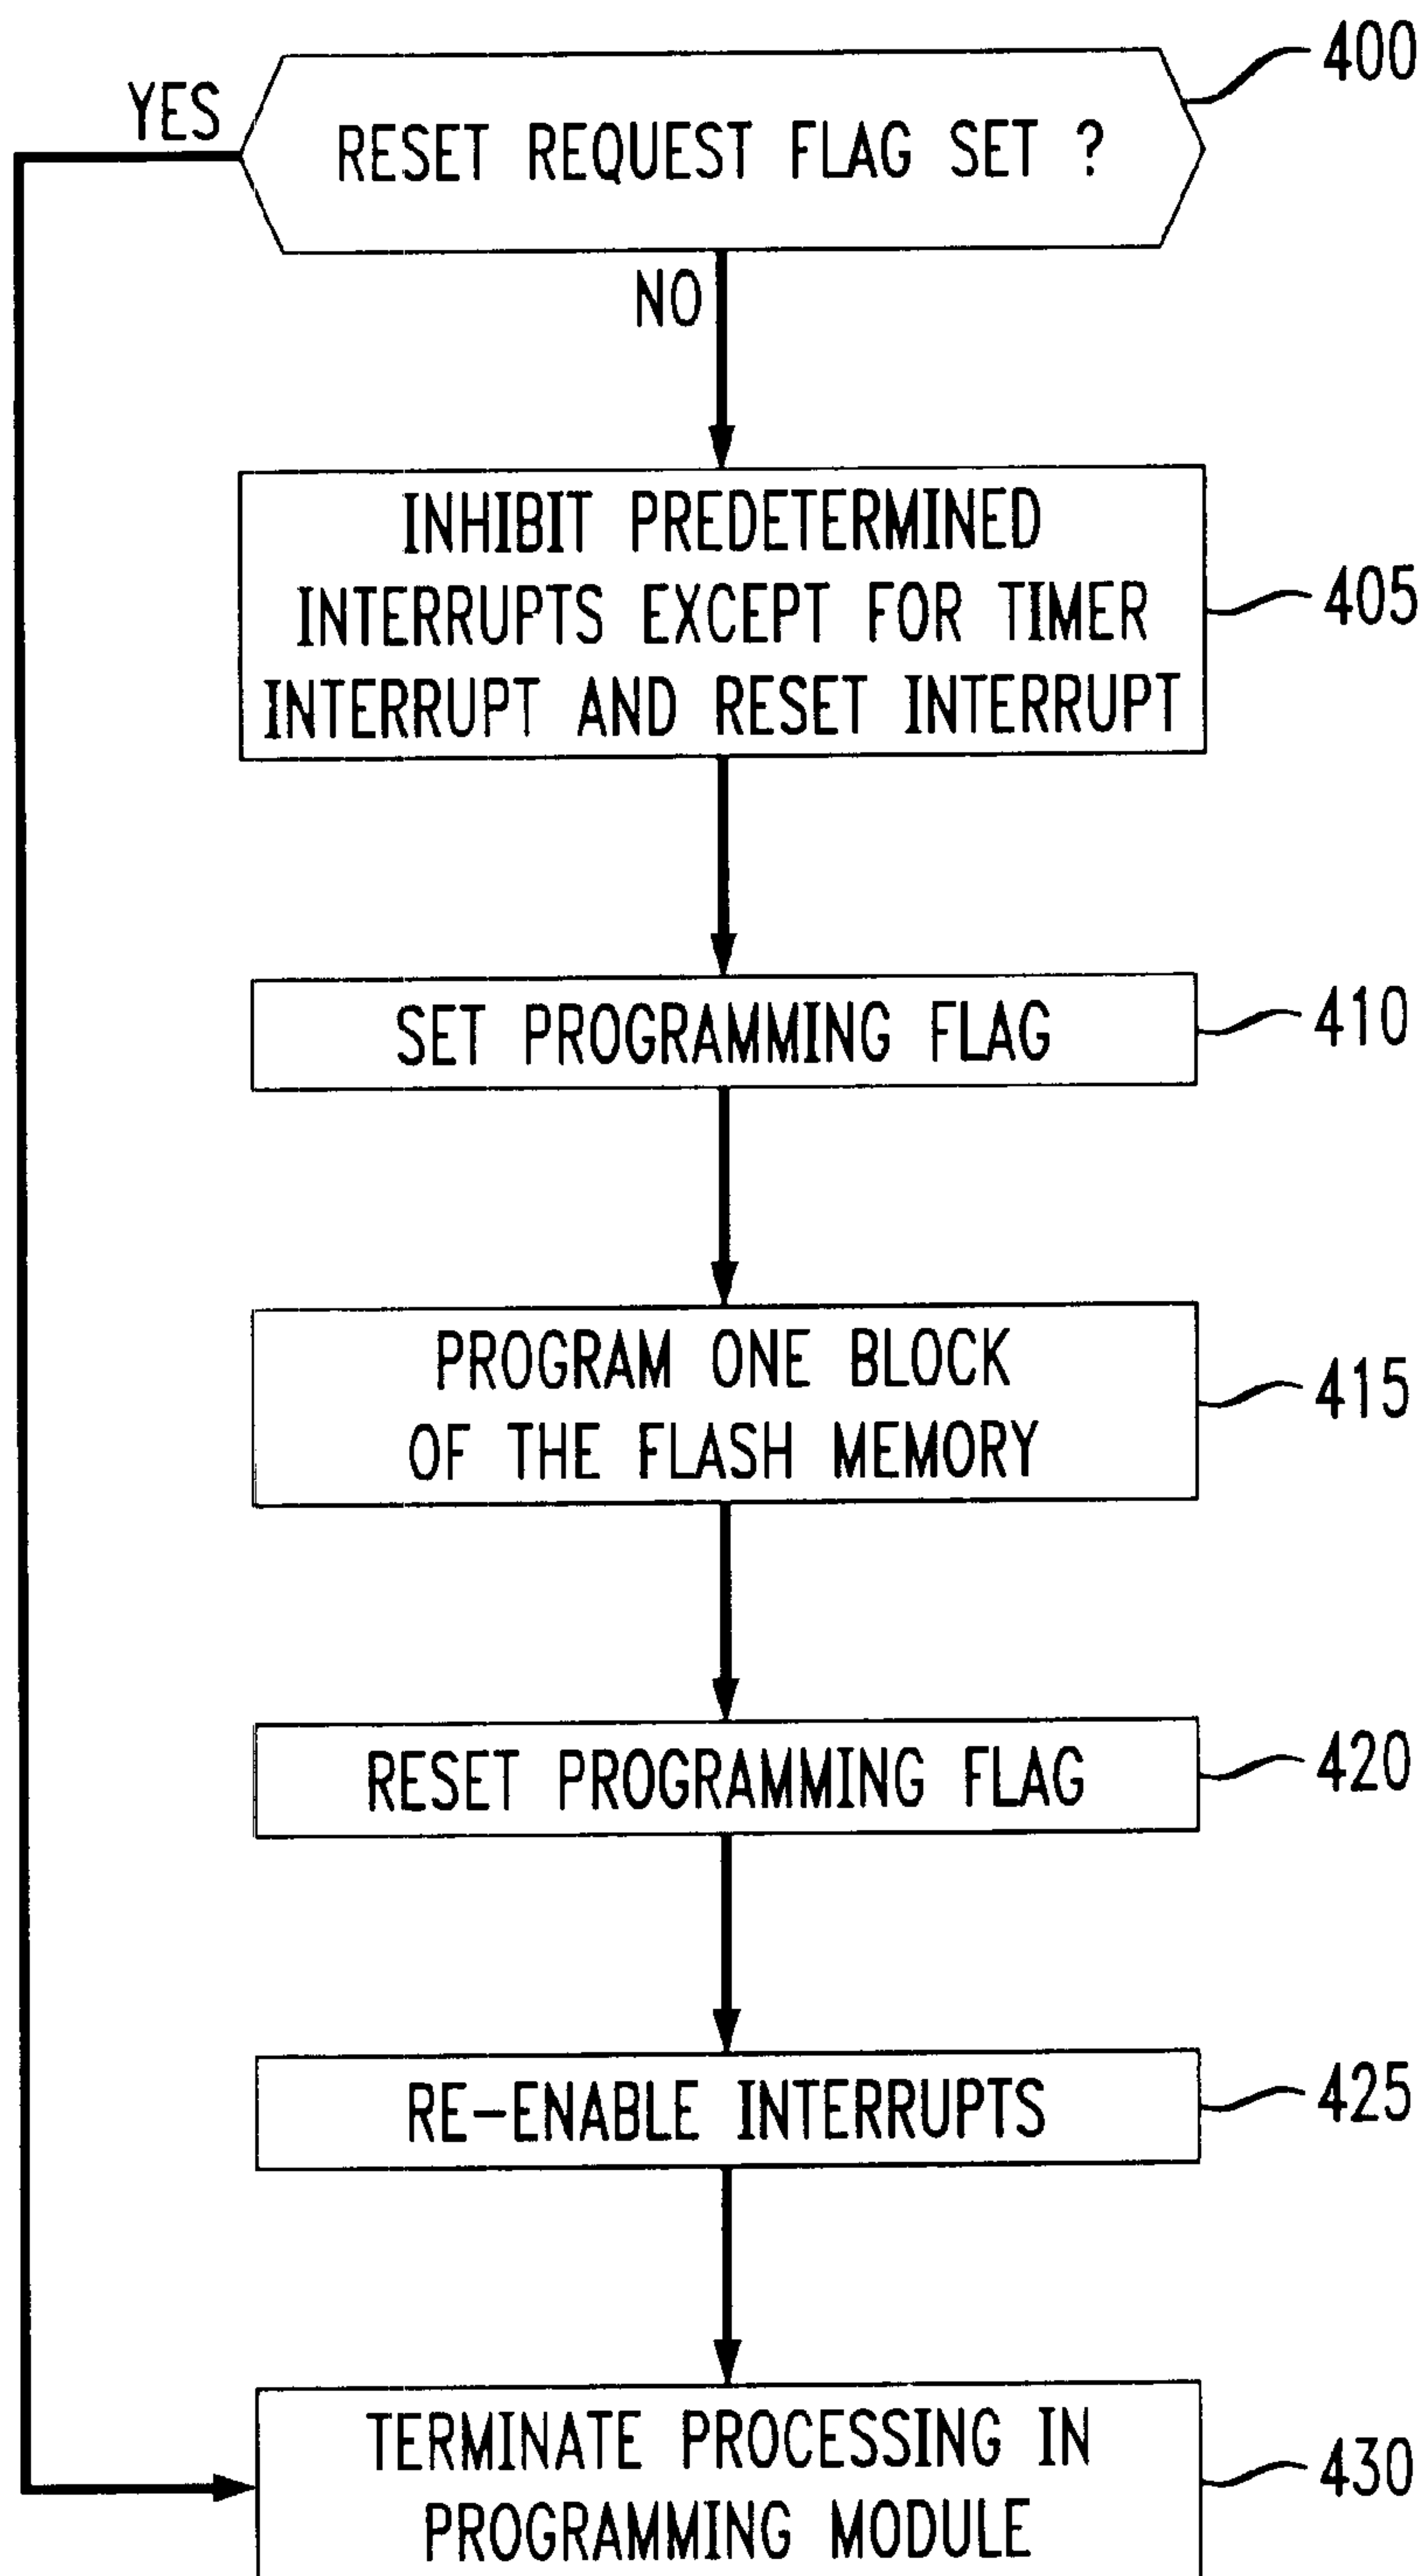 400
YES
RESET REQUEST FLAG SET ?
NO
INHIBIT PREDETERMINED
INTERRUPTS EXCEPT FOR TIMER
INTERRUPT AND RESET INTERRUPT
405
SET PROGRAMMING FLAG
410
PROGRAM ONE BLOCK
OF THE FLASH MEMORY
415
RESET PROGRAMMING FLAG
420
RE-ENABLE INTERRUPTS
425
TERMINATE PROCESSING IN
PROGRAMMING MODULE
430